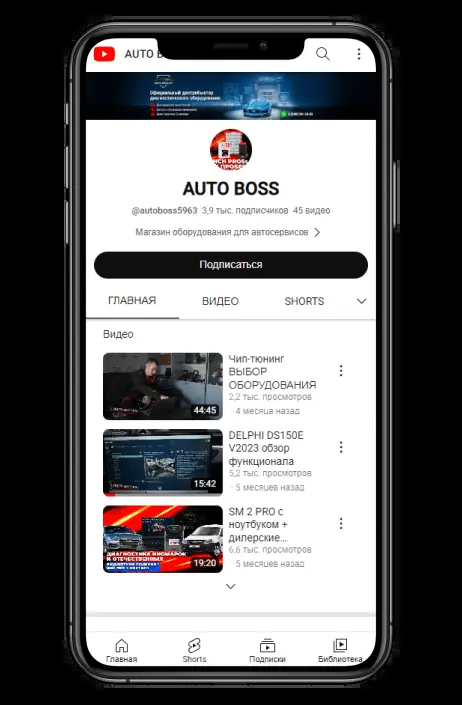 AUTO B
Официальный дистрибьютор
диагностического оборудования
AUTO BOSS
@autoboss5963 3,9 тыс. подписчиков 45 видео
Магазин оборудования для автосервисов
Подписаться
ГЛАВНАЯ ВИДЕО SHORTS
Видео
Чип-тюнинг
ВЫБОР
ОБОРУДОВАНИЯ
2,2 тыс. просмотров
· 4 месяца назад
44:45
DELPHI DS150E
V2023 обзор
функционала
5,2 тыс. просмотров
· 5 месяцев назад
15:42
SM 2 PRO с
ноутбуком +
дилерские...
6,6 тыс. просмотров
· 5 месяцев назад
ДИАГНОСТИКА ИНОМАРОК
И ОТЕЧЕСТВЕННЫХ
19:20
Главная Shorts Подписки Библиотека